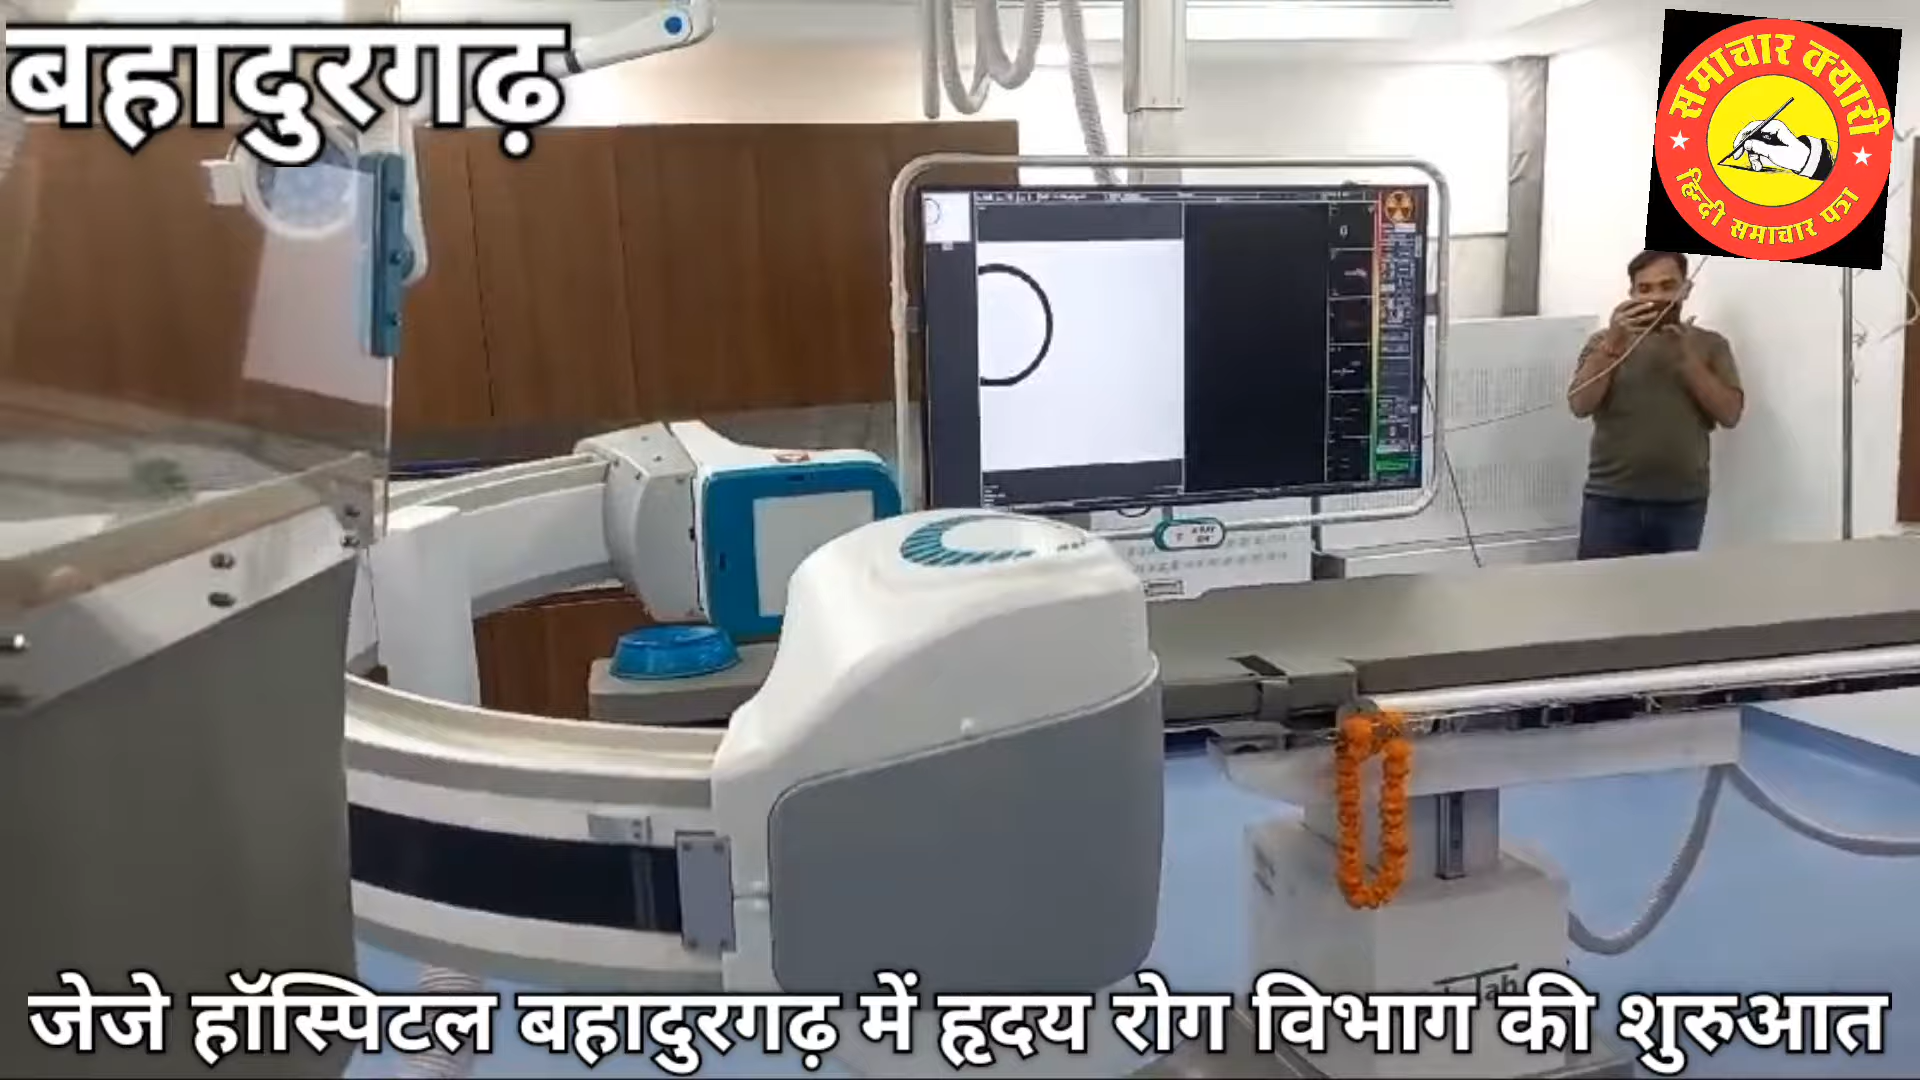 बहादुरगढ़
समाचार क्यारी
हिन्दी समाचार पत्र
जेजे हॉस्पिटल बहादुरगढ़ में हृदय रोग विभाग की शुरुआत